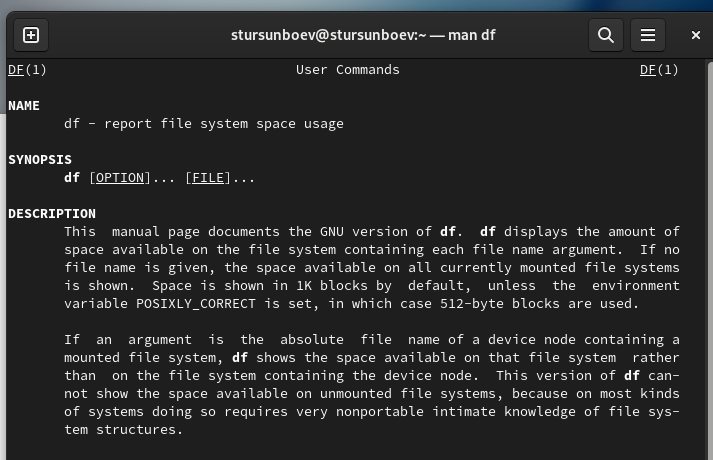 stursunboev@stursunboev:~ — man df
DF(1) User Commands DF(1)
NAME
df - report file system space usage
SYNOPSIS
df [OPTION]... [FILE]...
DESCRIPTION
This manual page documents the GNU version of df. df displays the amount of
space available on the file system containing each file name argument. If no
file name is given, the space available on all currently mounted file systems
is shown. Space is shown in 1K blocks by default, unless the environment
variable POSIXLY_CORRECT is set, in which case 512-byte blocks are used.
If an argument is the absolute file name of a device node containing a
mounted file system, df shows the space available on that file system rather
than on the file system containing the device node. This version of df can-
not show the space available on unmounted file systems, because on most kinds
of systems doing so requires very nonportable intimate knowledge of file sys-
tem structures.